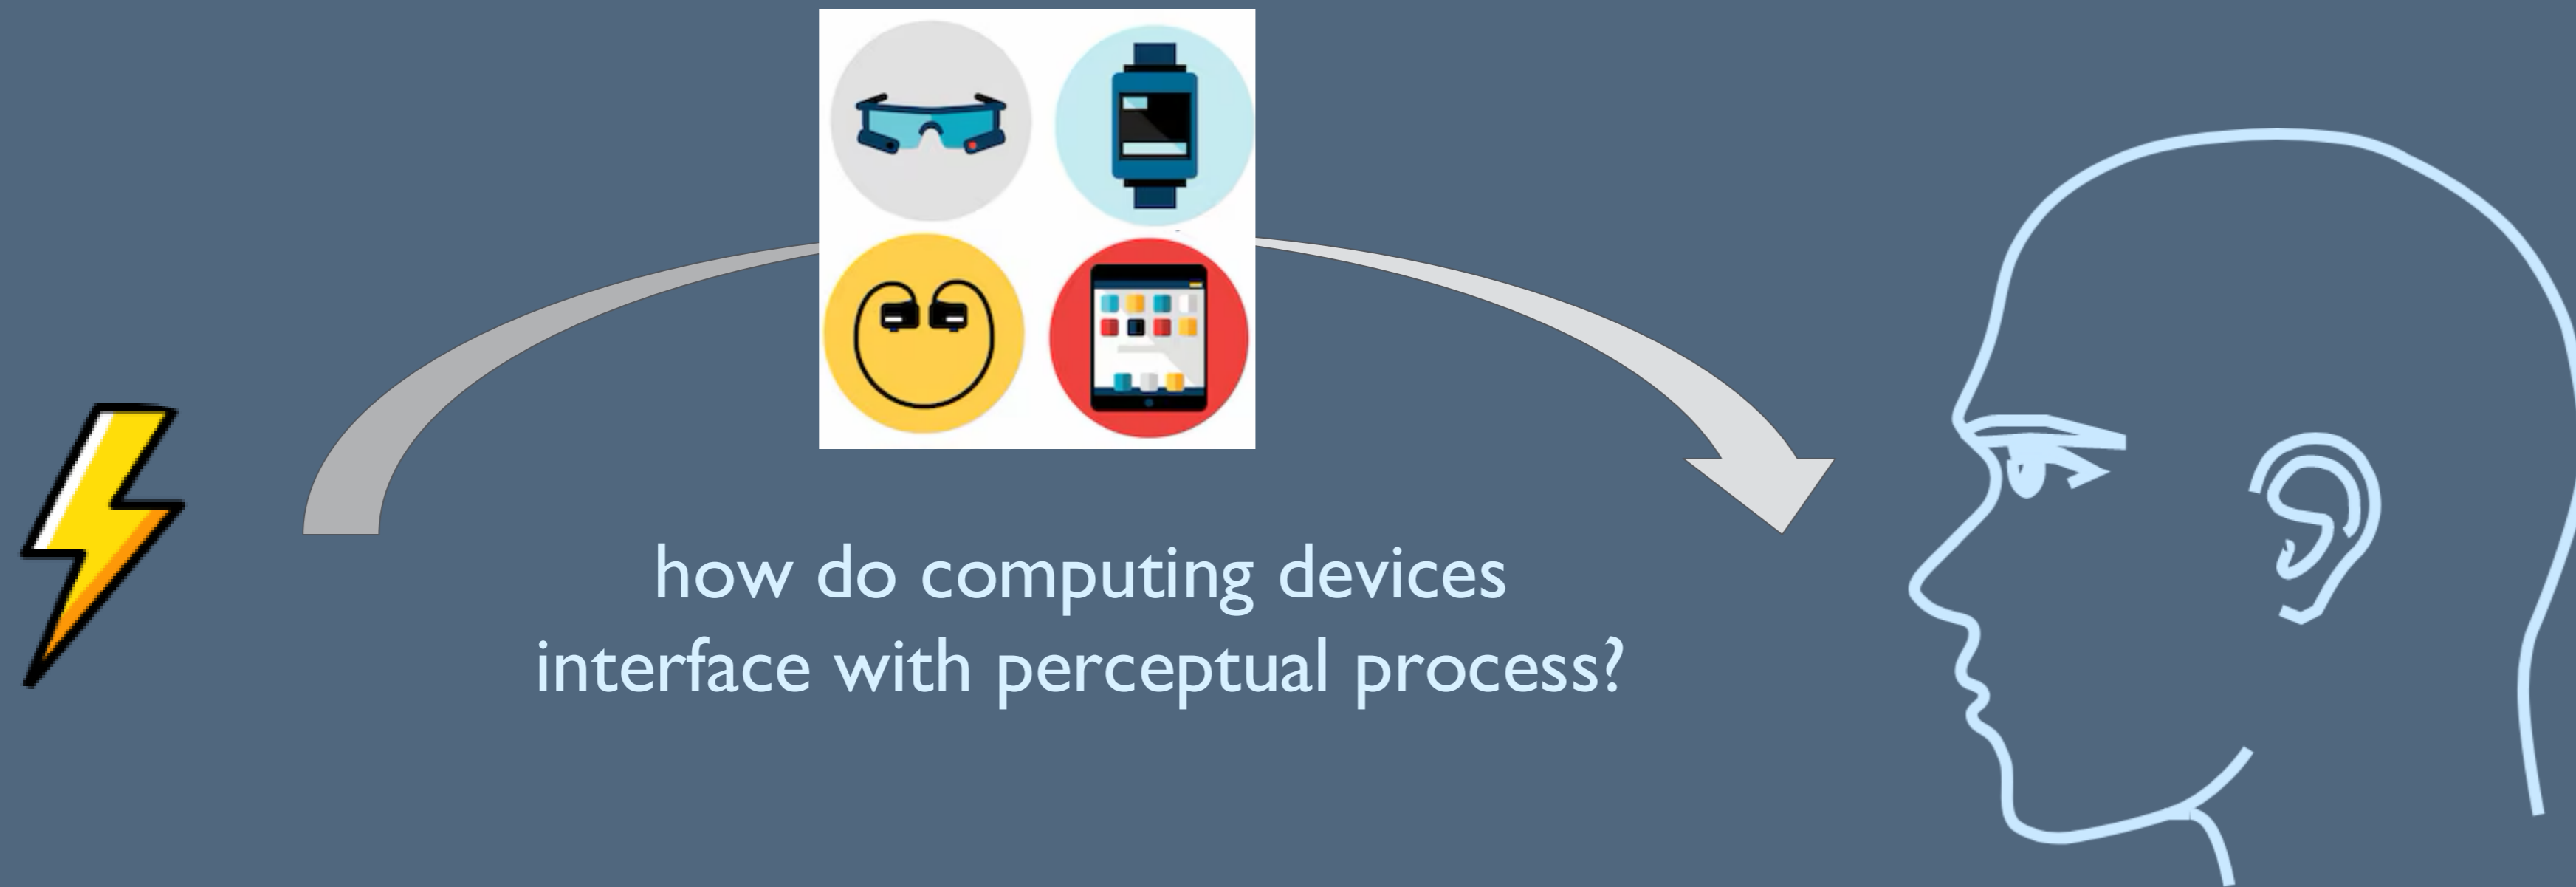 how do computing devices
interface with perceptual process?